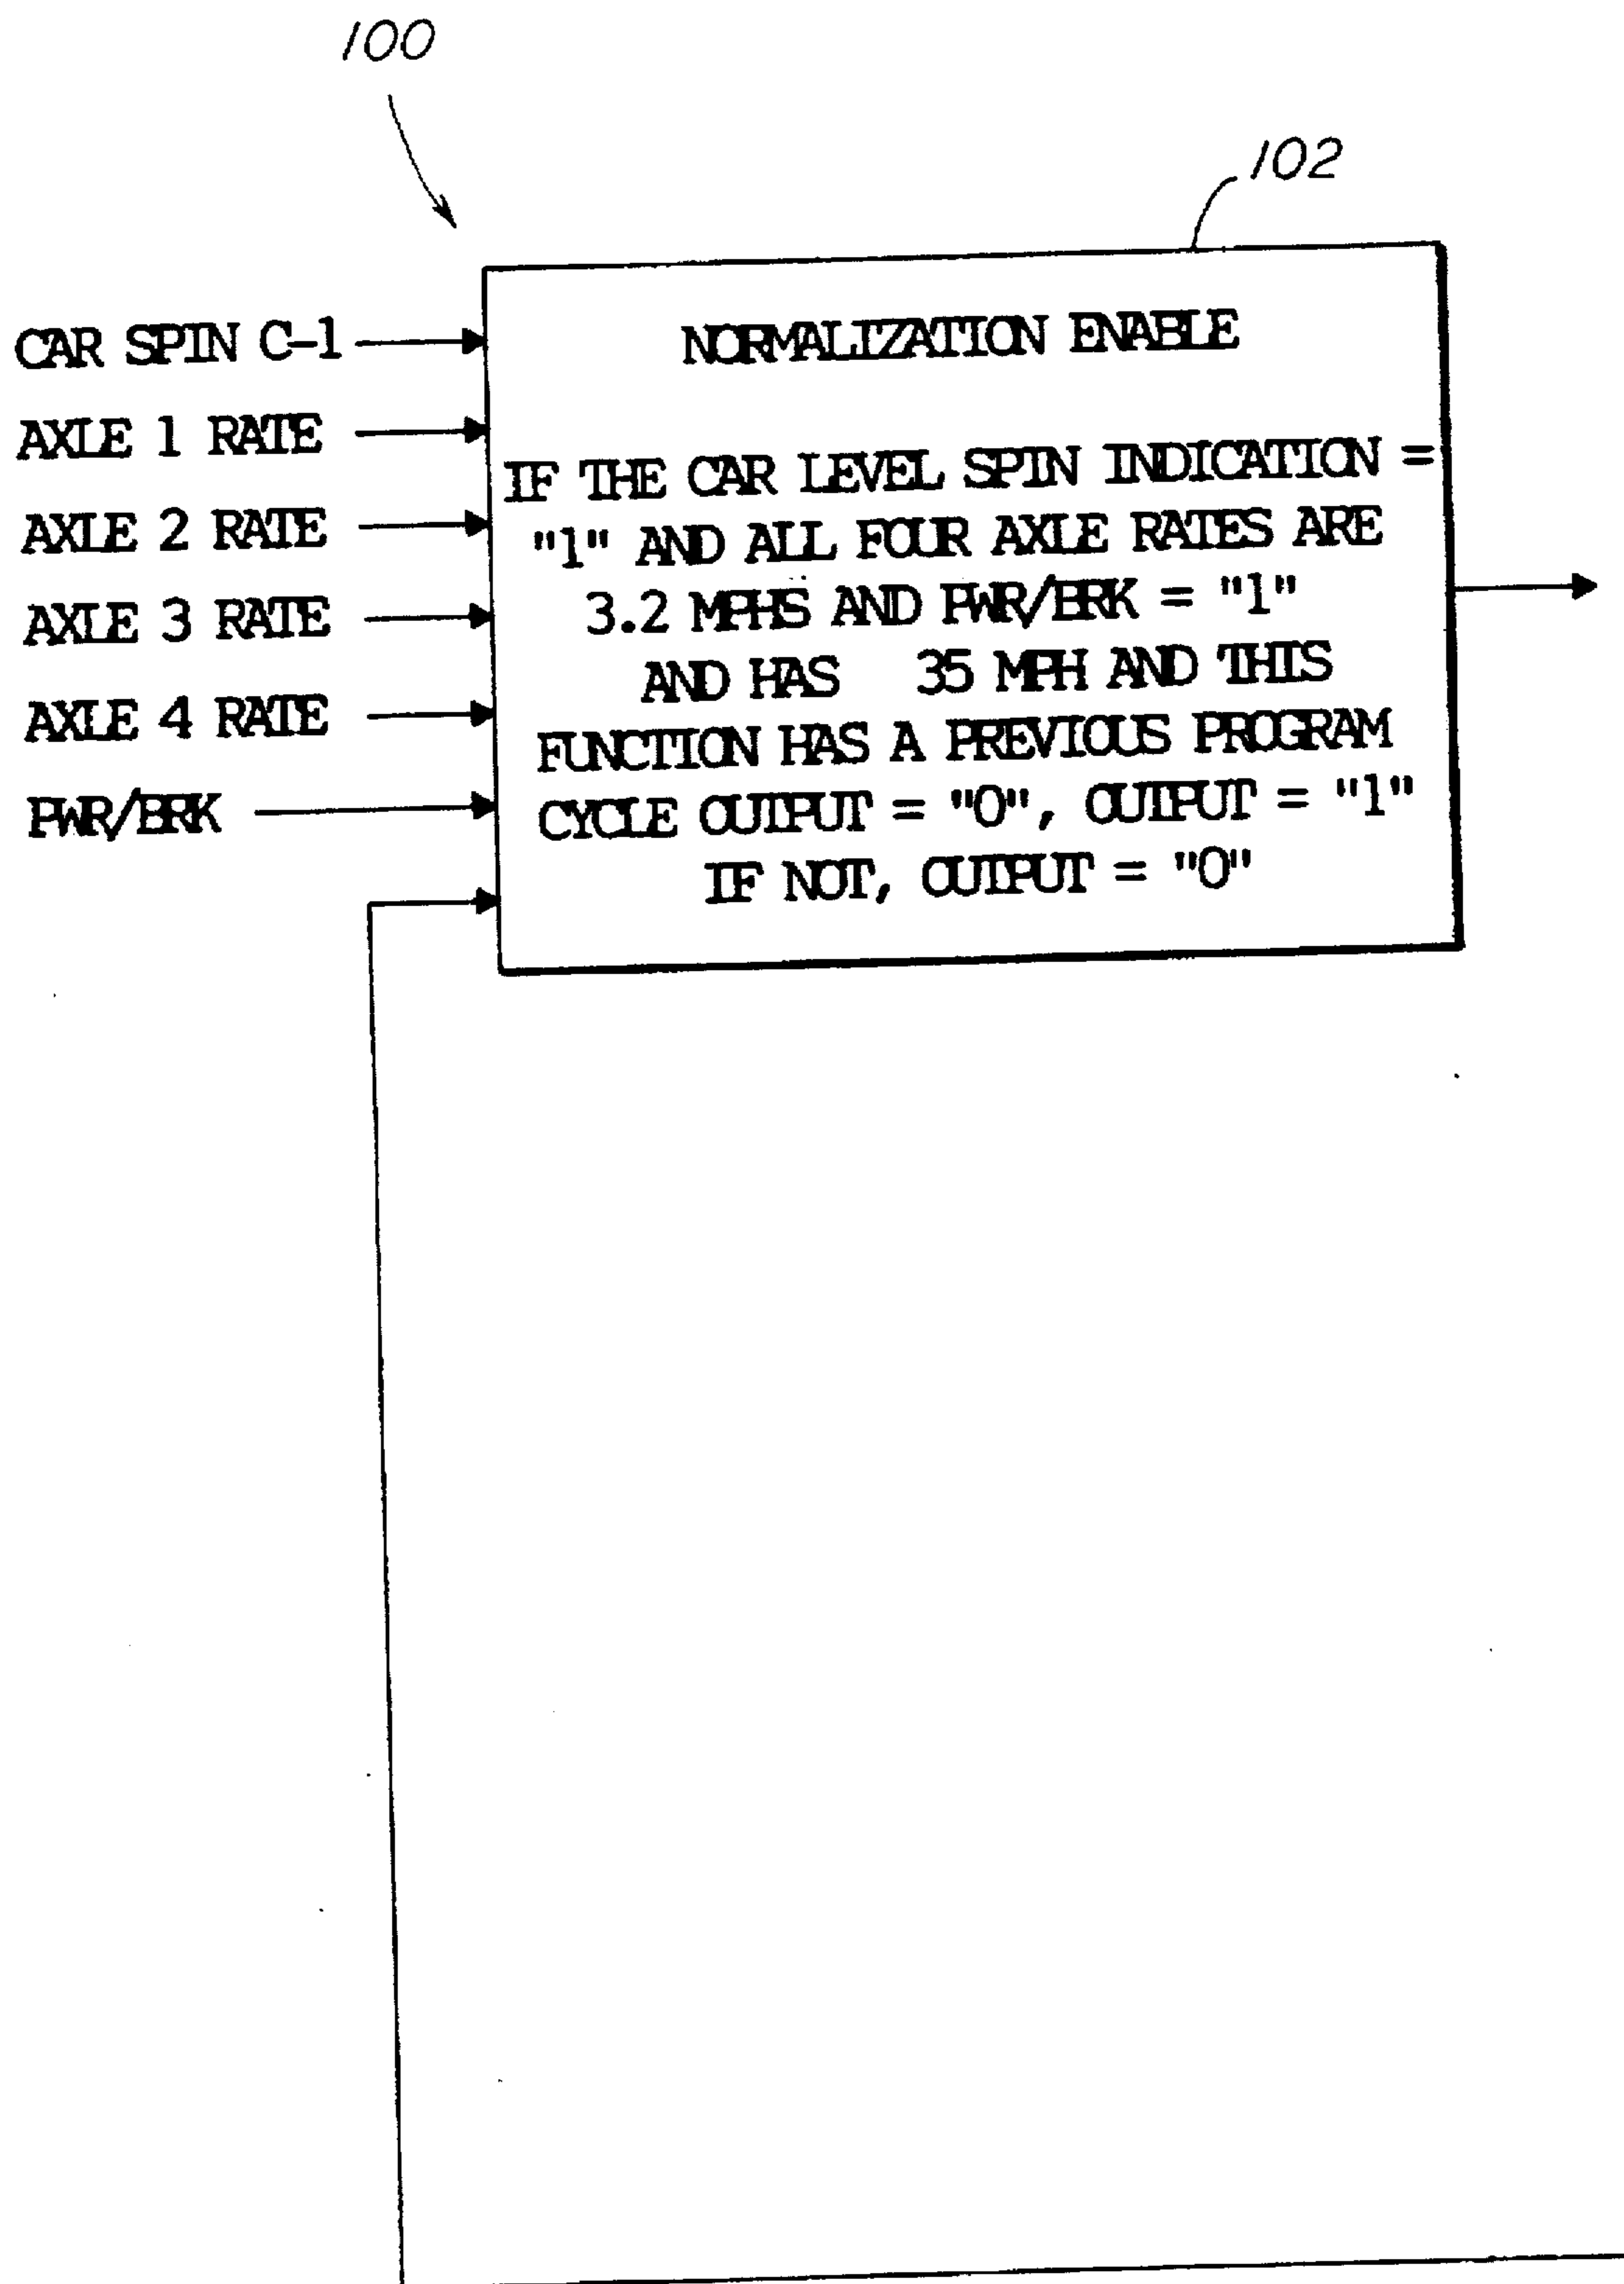 100
102
CAR SPIN C-1
AXLE 1 RATE
AXLE 2 RATE
AXLE 3 RATE
AXLE 4 RATE
PWR/BRK
NORMALIZATION ENABLE
IF THE CAR LEVEL SPIN INDICATION =
"1" AND ALL FOUR AXLE RATES ARE
3.2 MPHS AND PWR/BRK = "1"
AND HAS 35 MPH AND THIS
FUNCTION HAS A PREVIOUS PROGRAM
CYCLE OUTPUT = "0", OUTPUT = "1"
IF NOT, OUTPUT = "0"